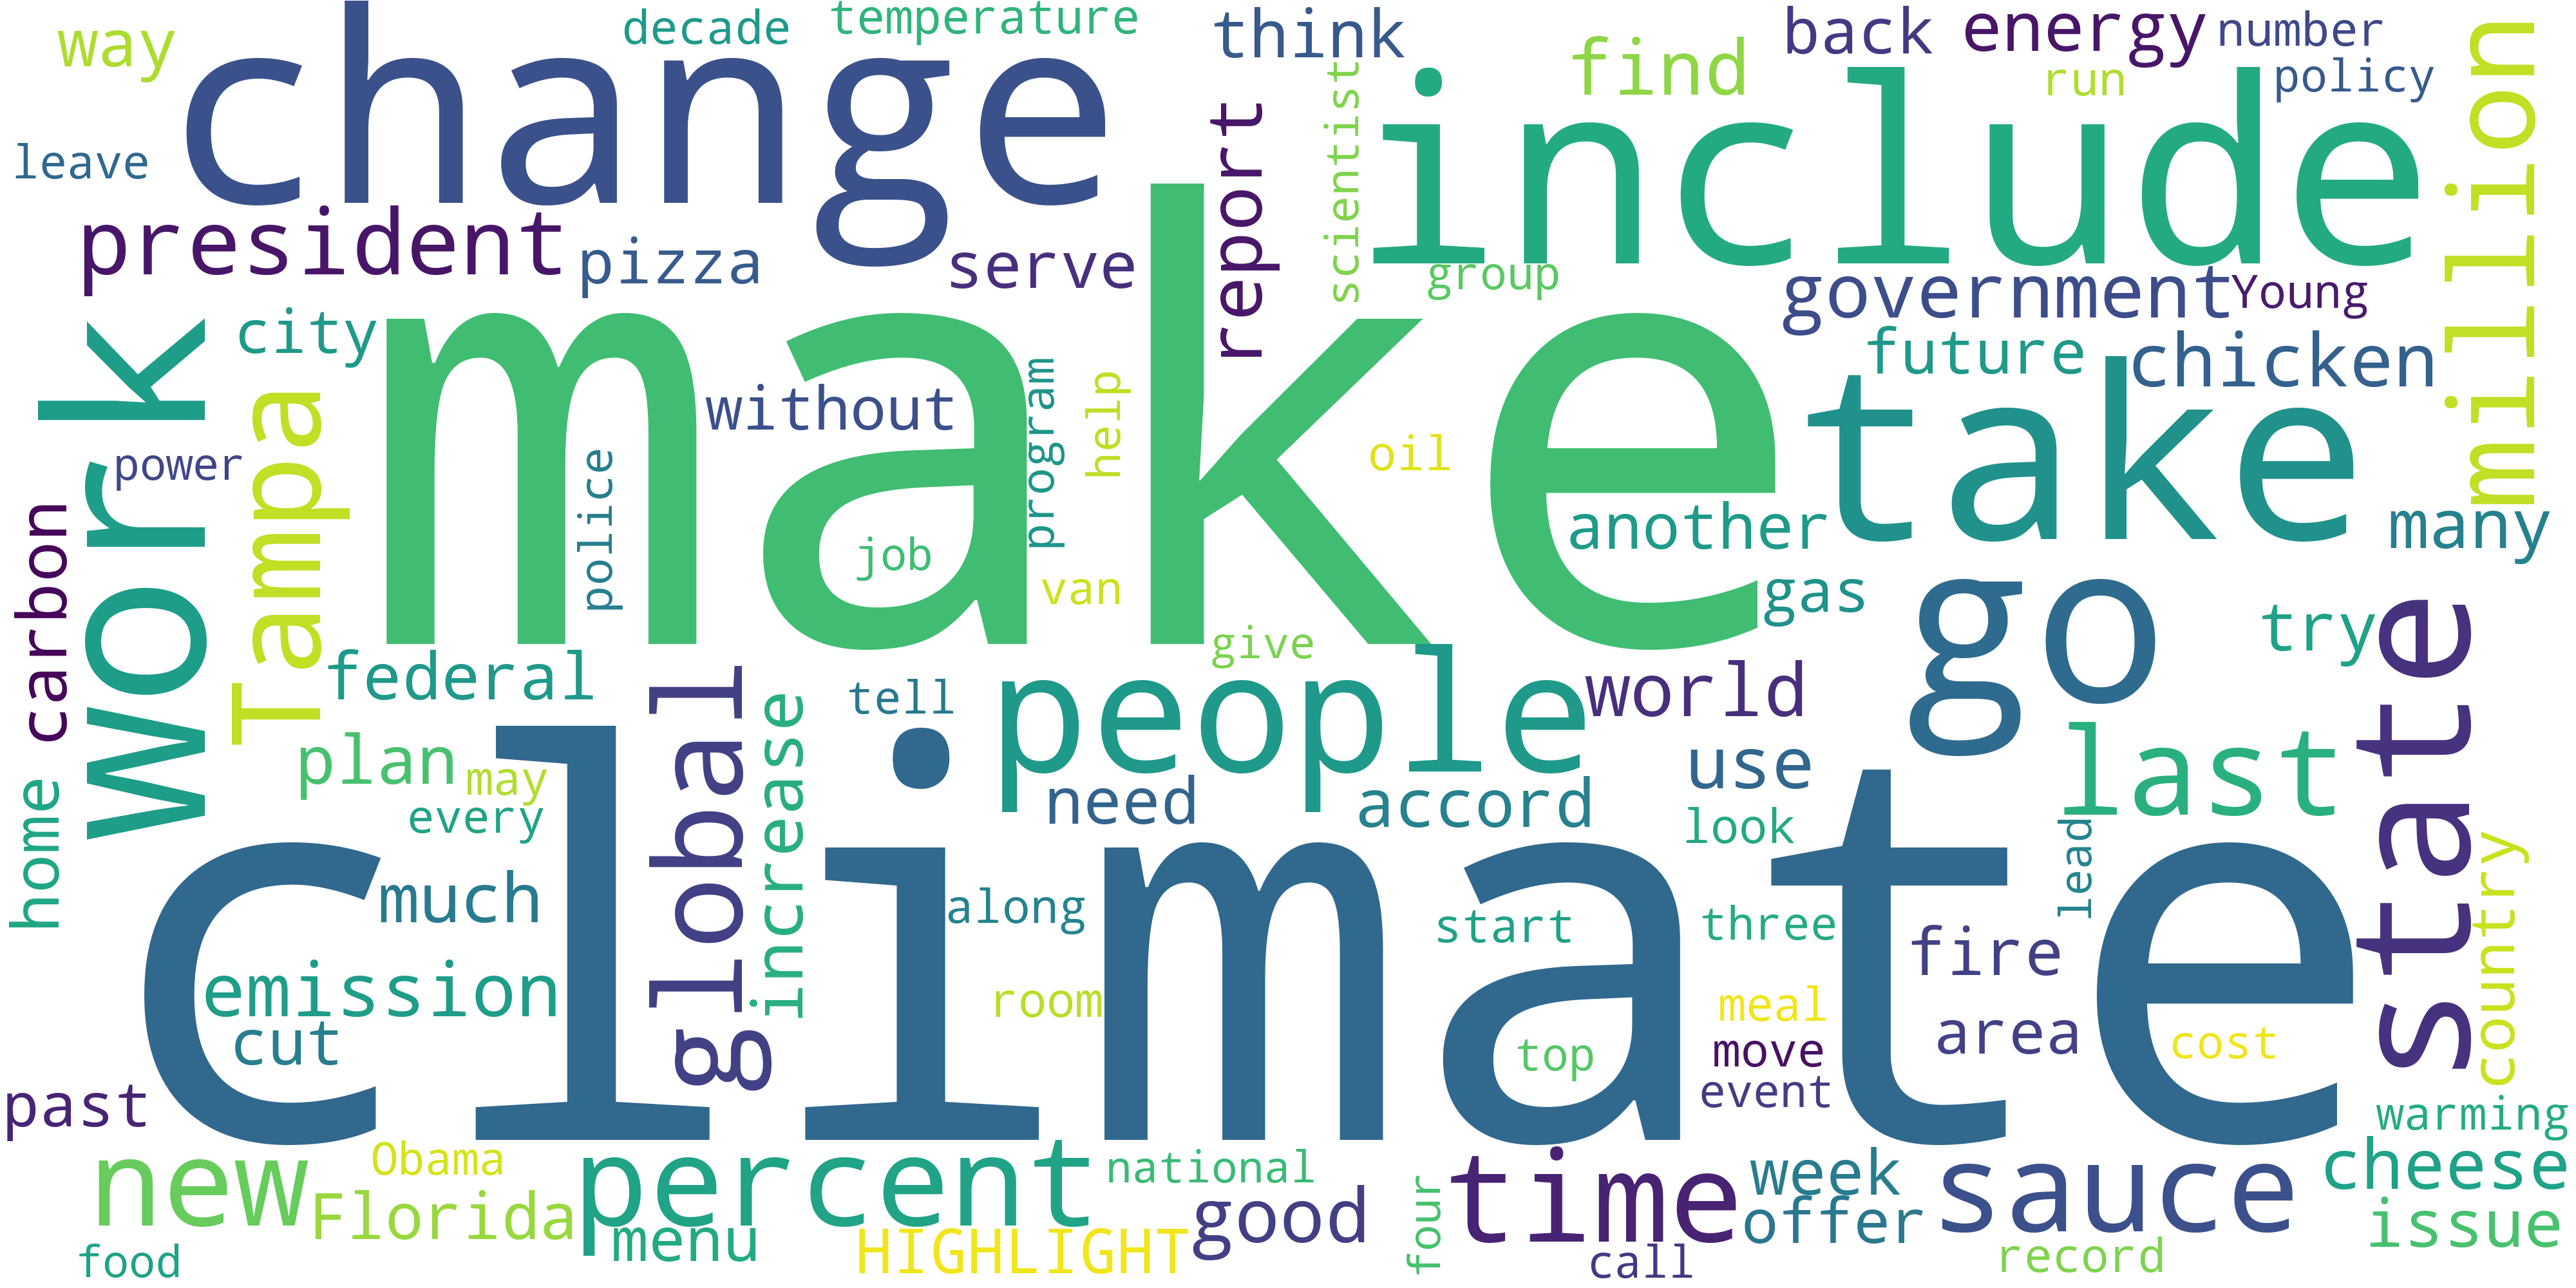 way
decade
temperature
think
back
energy
number
change
find
run
policy
include
million
leave
scientist
report
president
pizza
serve
group
government
Young
city
make
future
chicken
work
Tampa
without
program
help
take
power
police
oil
another
many
carbon
job
van
gas
go
try
state
federal
give
global
increase
tell
people
world
last
plan
may
every
need
accord
use
look
lead
home
climate
much
along
start
three
fire
country
emission
cut
room
meal
move
event
area
top
cost
past
warming
new
Obama
Florida
percent
national
menu
HIGHLIGHT
good
four
time
week
offer
sauce
cheese
issue
food
call
record